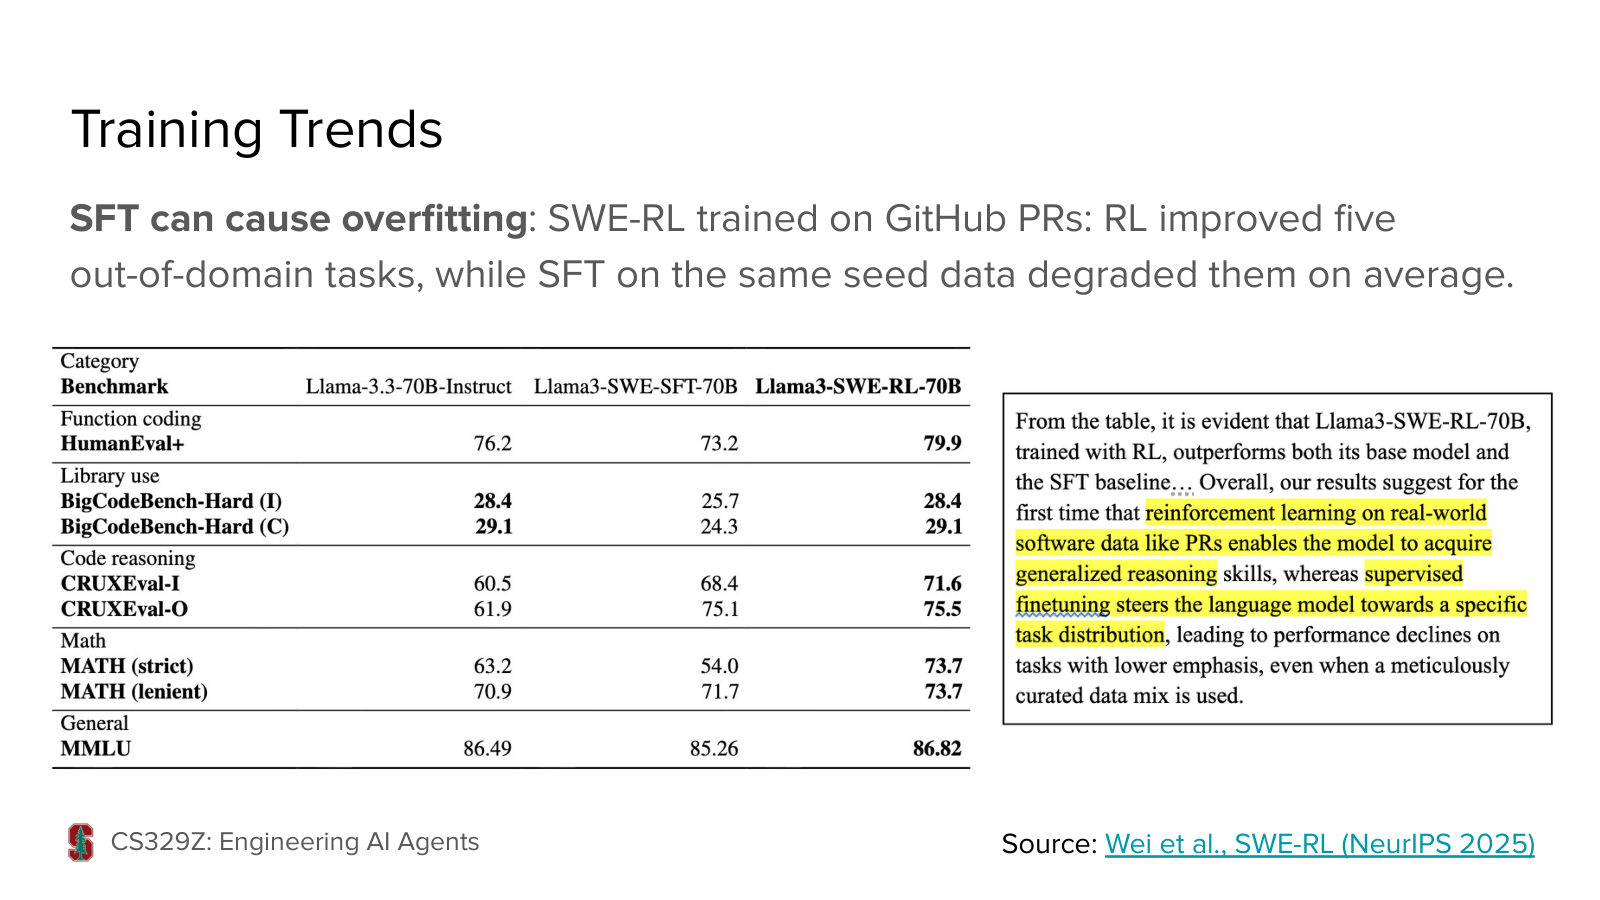 Training Trends
SFT can cause overfitting: SWE-RL trained on GitHub PRs: RL improved five
out-of-domain tasks, while SFT on the same seed data degraded them on average.
Category
Benchmark Llama-3.3-70B-Instruct Llama3-SWE-SFT-70B Llama3-SWE-RL-70B
Function coding
HumanEval+ 76.2 73.2 79.9
Library use
BigCodeBench-Hard (I) 28.4 25.7 28.4
BigCodeBench-Hard (C) 29.1 24.3 29.1
Code reasoning
CRUXEval-I 60.5 68.4 71.6
CRUXEval-O 61.9 75.1 75.5
Math
MATH (strict) 63.2 54.0 73.7
MATH (lenient) 70.9 71.7 73.7
General
MMLU 86.49 85.26 86.82
From the table, it is evident that Llama3-SWE-RL-70B,
trained with RL, outperforms both its base model and
the SFT baseline… Overall, our results suggest for the
first time that reinforcement learning on real-world
software data like PRs enables the model to acquire
generalized reasoning skills, whereas supervised
finetuning steers the language model towards a specific
task distribution, leading to performance declines on
tasks with lower emphasis, even when a meticulously
curated data mix is used.
CS329Z: Engineering AI Agents
Source: Wei et al., SWE-RL (NeurIPS 2025)